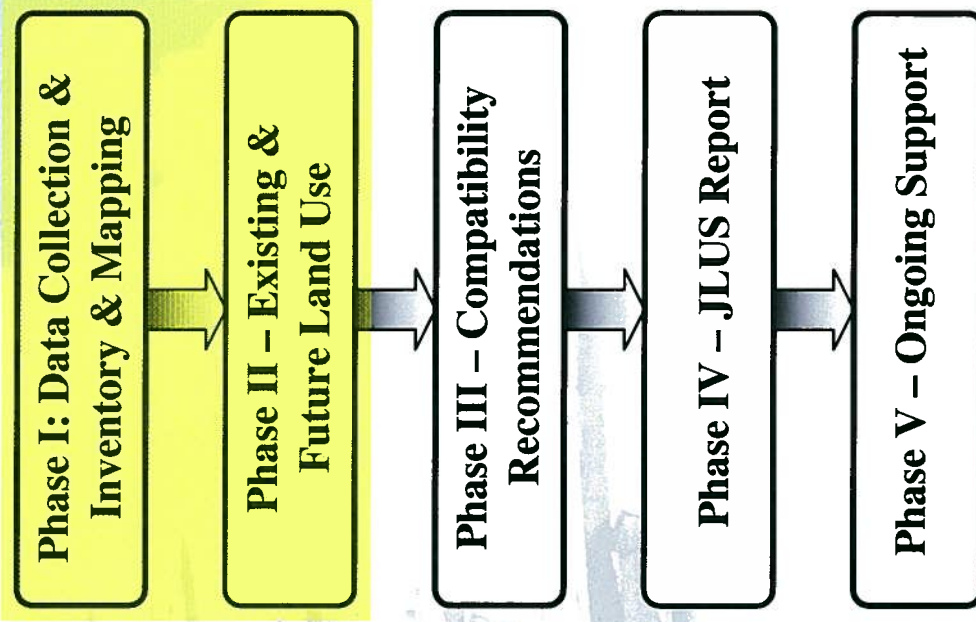 Phase I: Data Collection &
Inventory & Mapping
Phase II – Existing &
Future Land Use
Phase III – Compatibility
Recommendations
Phase IV – JLUS Report
Phase V – Ongoing Support